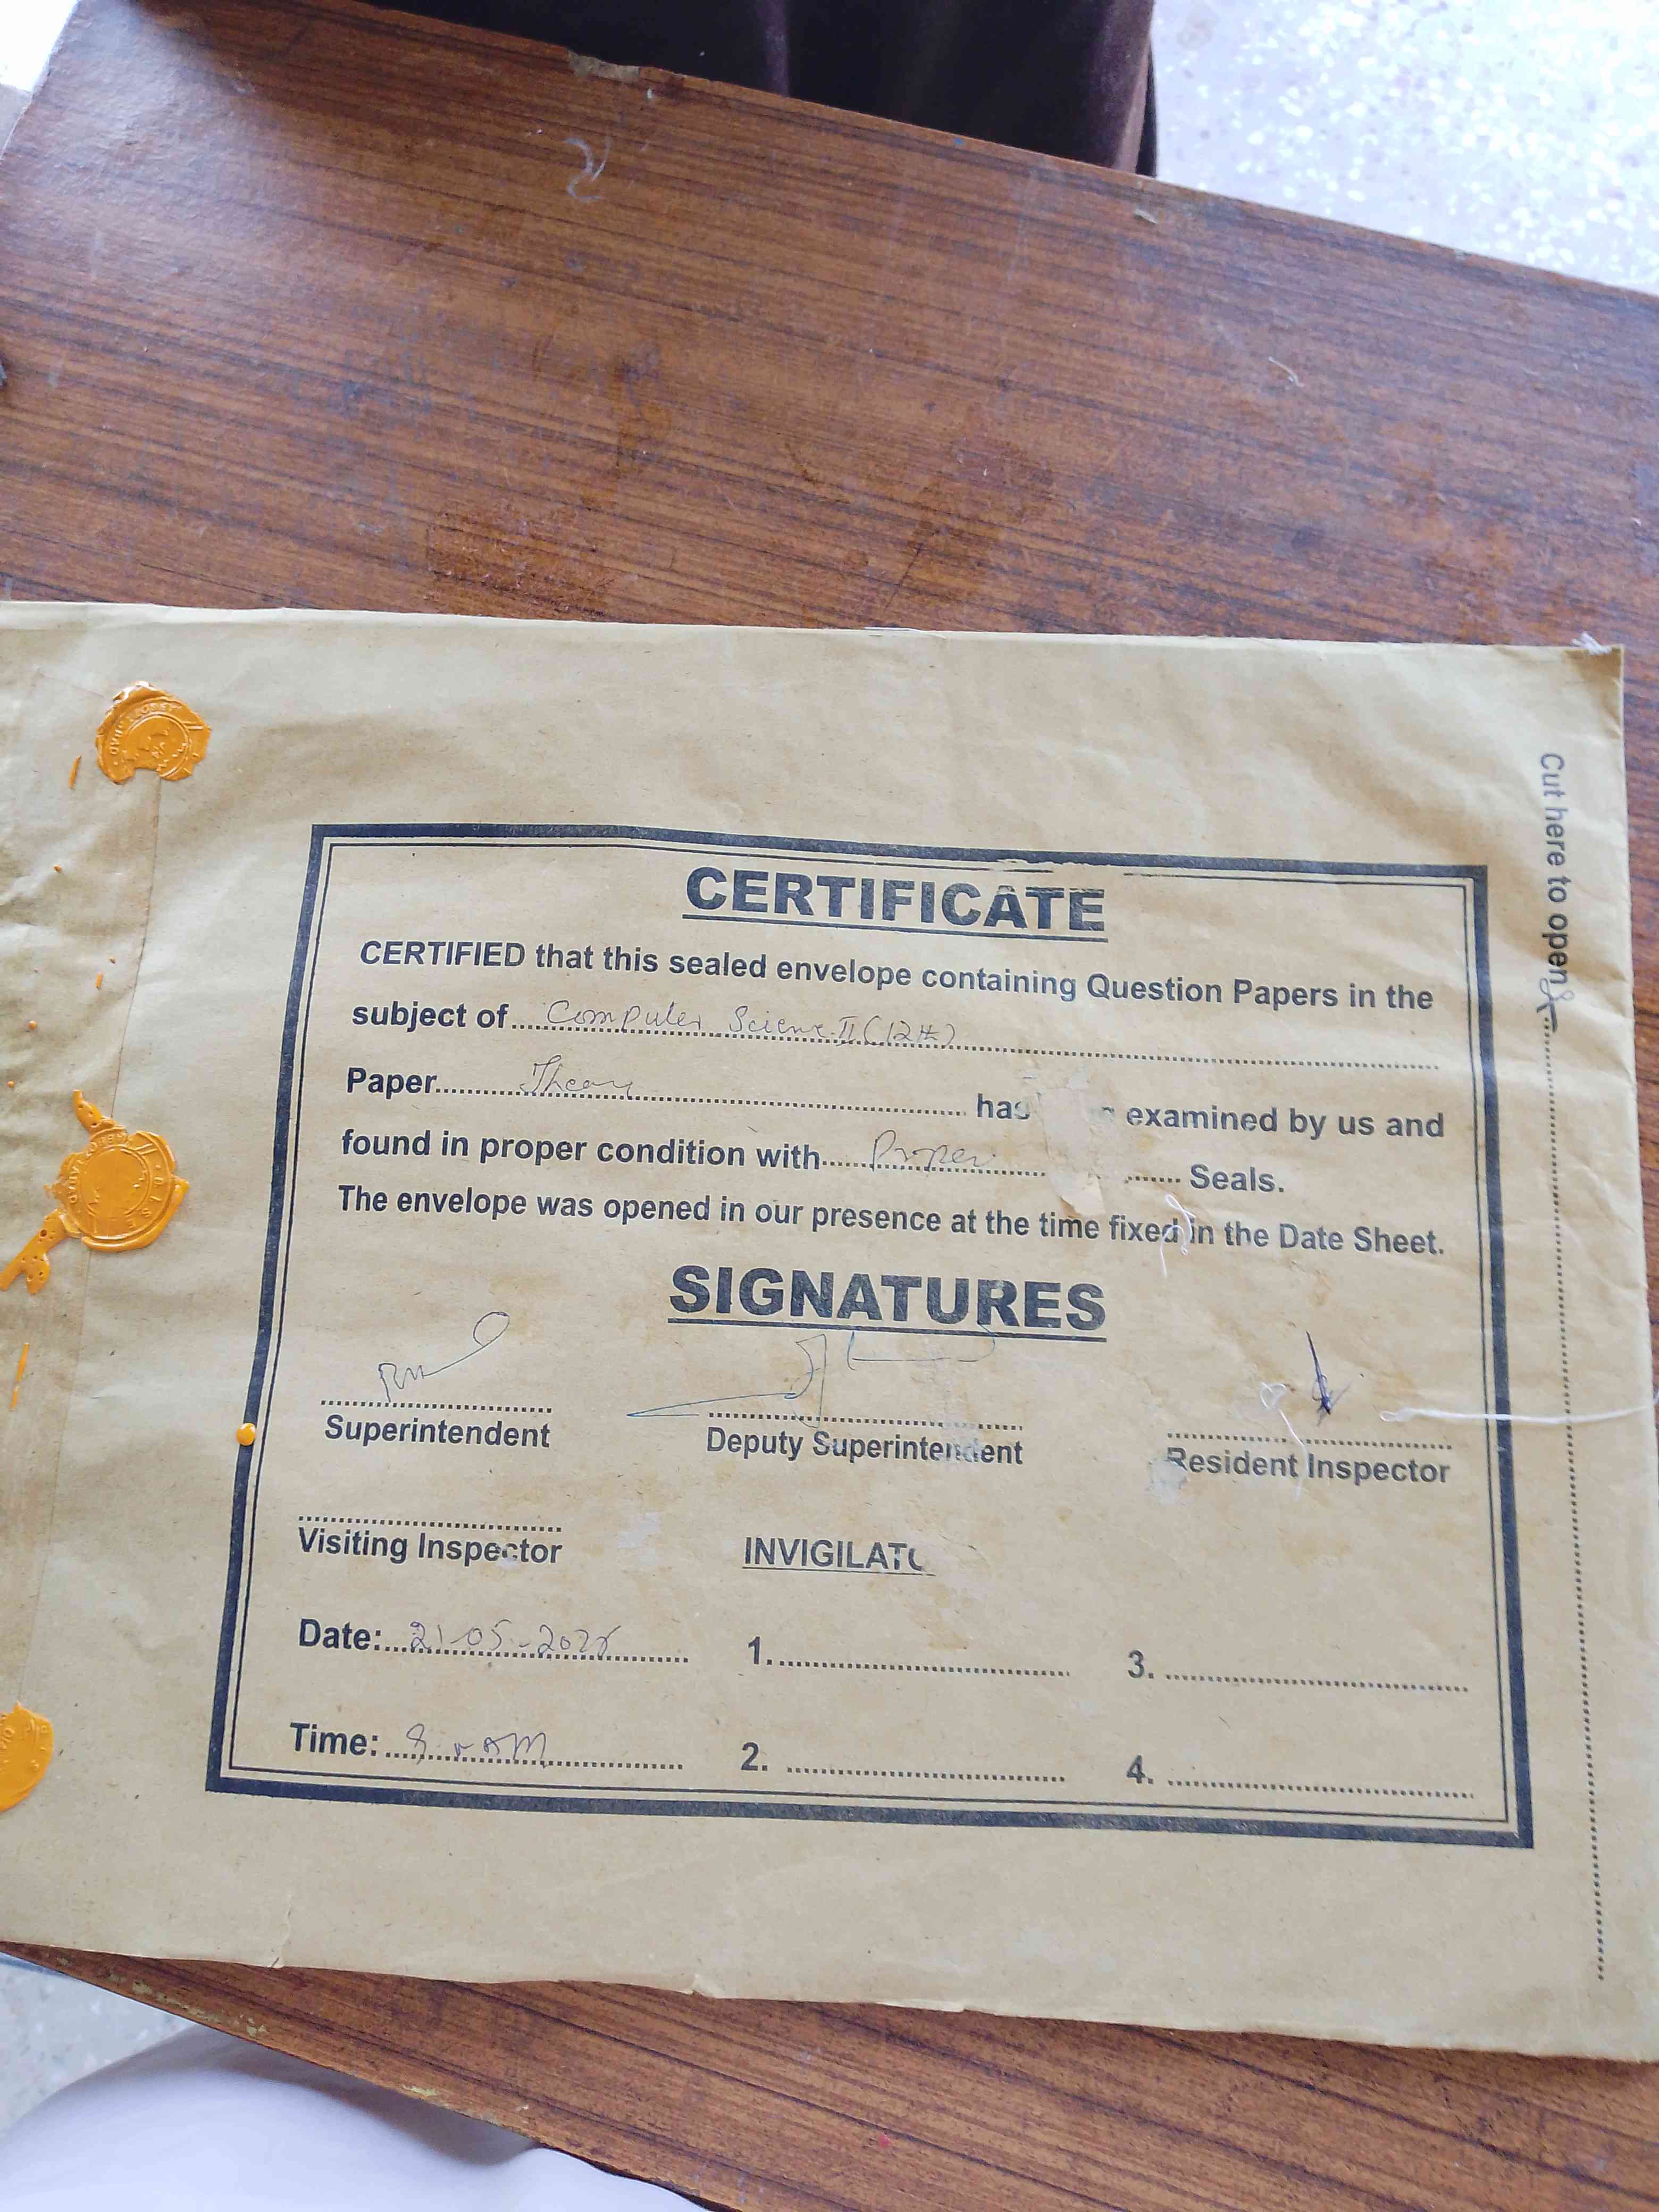 CERTIFICATE
CERTIFIED that this sealed envelope containing Question Papers in the
subject of Computer Science II (12th)
Paper Theory has examined by us and
found in proper condition with Proper Seals.
The envelope was opened in our presence at the time fixed in the Date Sheet.
SIGNATURES
Superintendent
Deputy Superintendent
Resident Inspector
Visiting Inspector
Date: 21-05-
1.
3.
Time: AM
2.
4.
Cut here to open